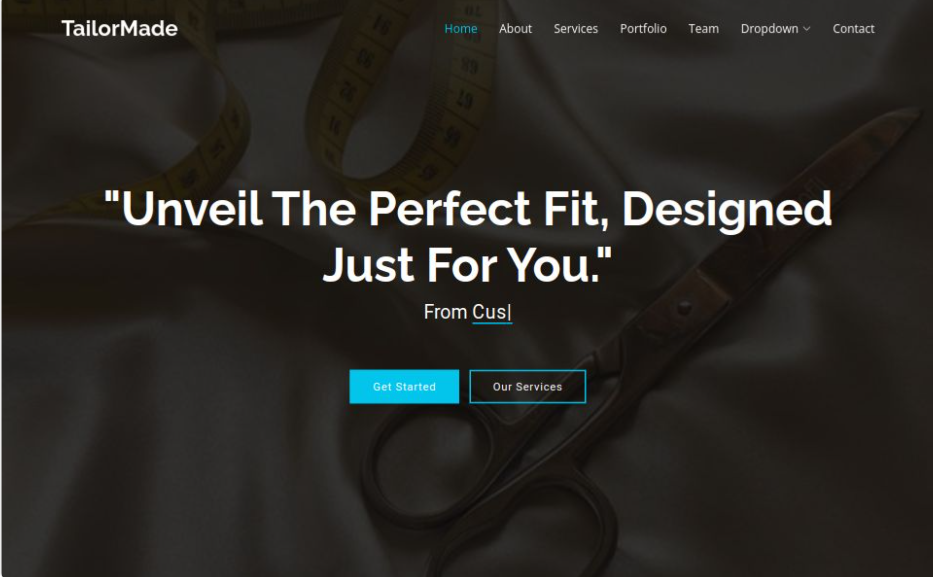 TailorMade
Home About Services Portfolio Team Dropdown Contact
"Unveil The Perfect Fit, Designed
Just For You."
From Cus|
Get Started Our Services